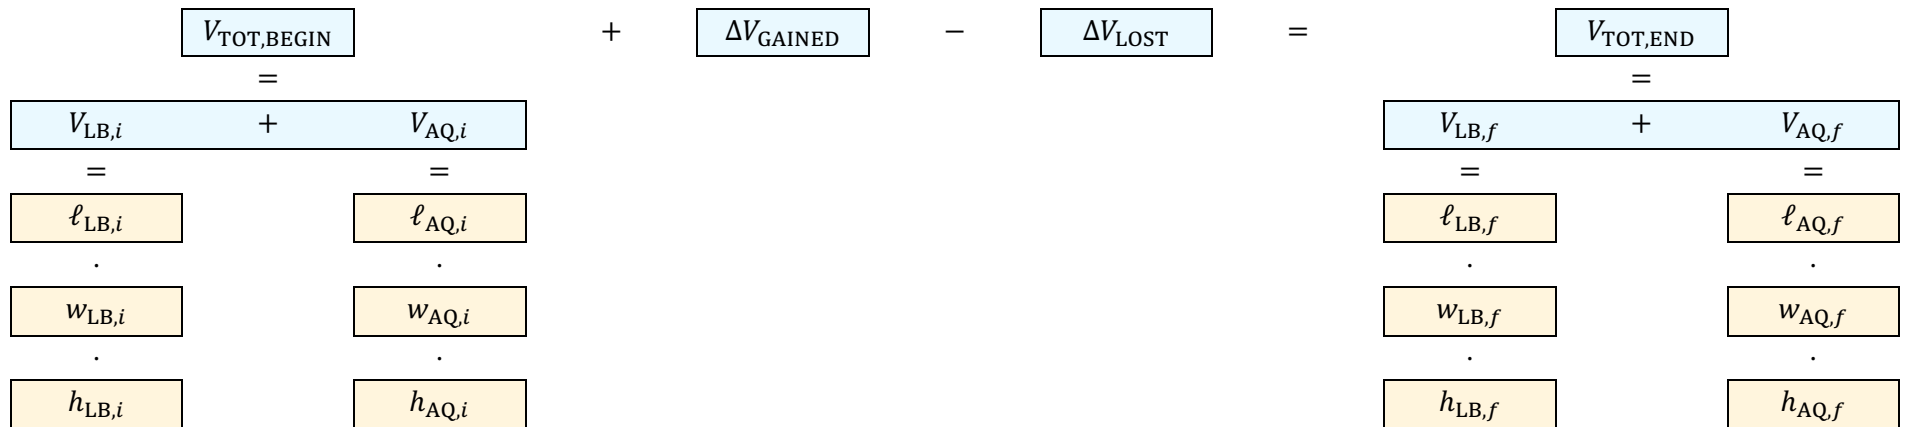 V_TOT,BEGIN + ΔV_GAINED − ΔV_LOST = V_TOT,END
= =
V_LB,i + V_AQ,i V_LB,f + V_AQ,f
= = = =
ℓ_LB,i ℓ_AQ,i ℓ_LB,f ℓ_AQ,f
· · · ·
w_LB,i w_AQ,i w_LB,f w_AQ,f
· · · ·
h_LB,i h_AQ,i h_LB,f h_AQ,f